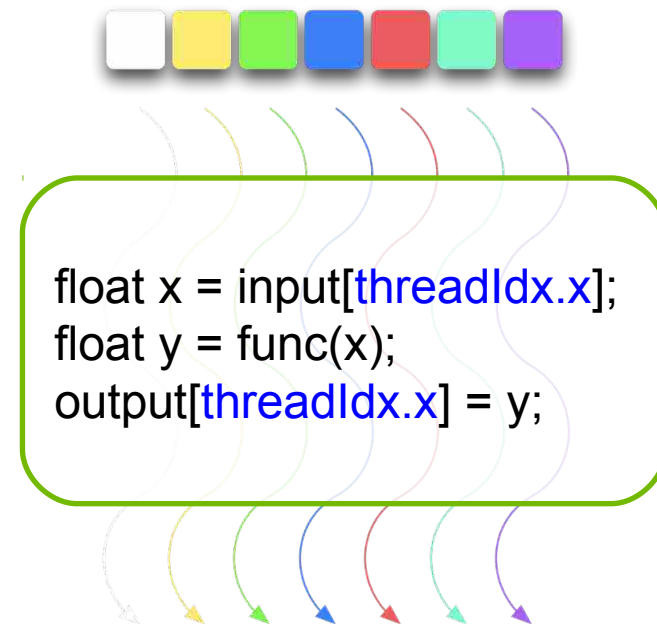 float x = input[threadIdx.x];
float y = func(x);
output[threadIdx.x] = y;